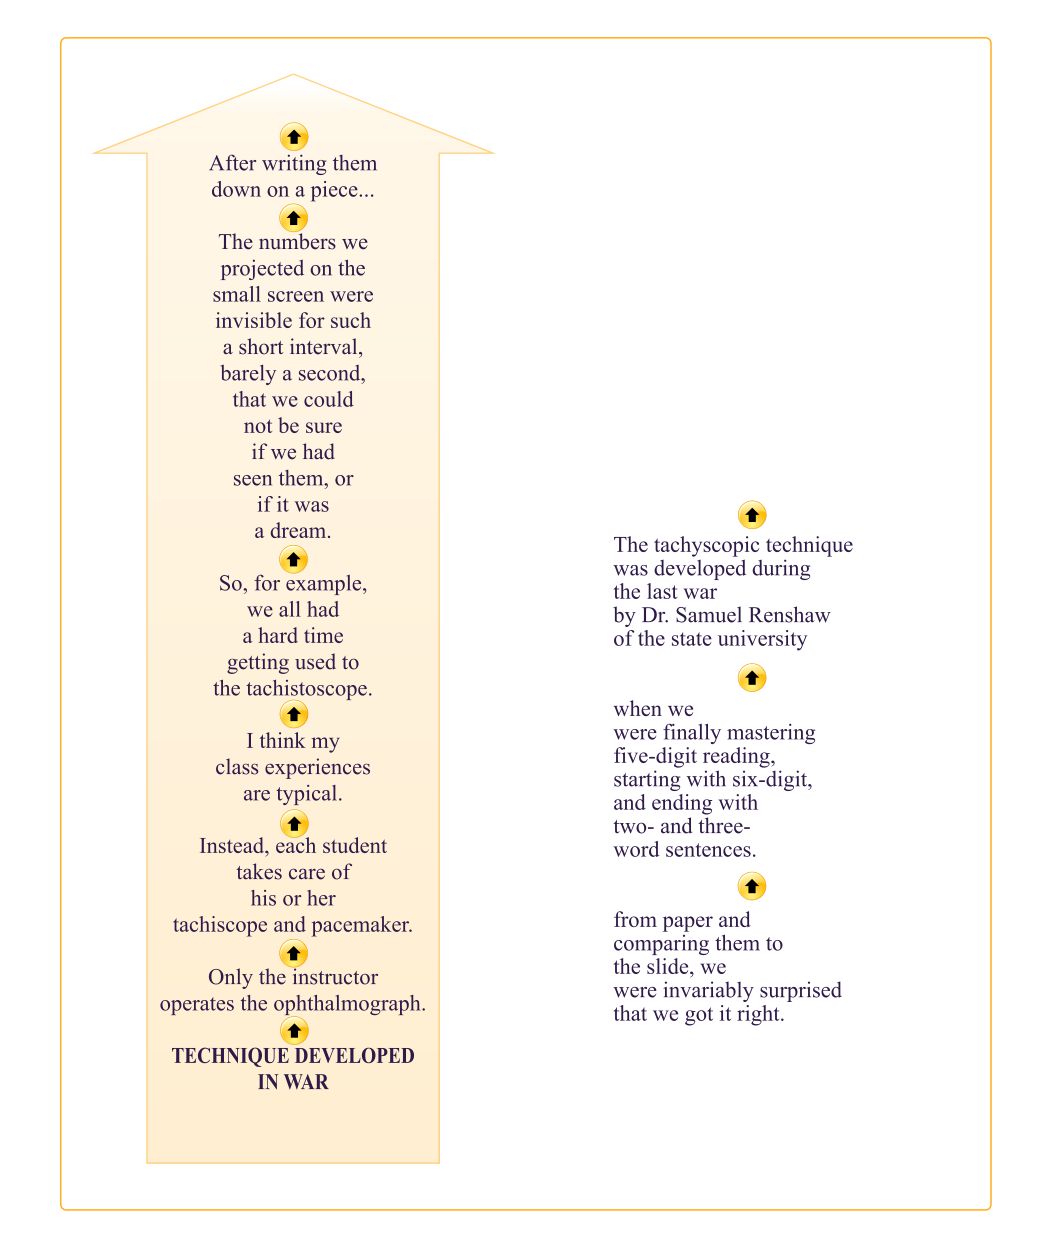 After writing them
down on a piece...
The numbers we
projected on the
small screen were
invisible for such
a short interval,
barely a second,
that we could
not be sure
if we had
seen them, or
if it was
a dream.
So, for example,
we all had
a hard time
getting used to
the tachistoscope.
I think my
class experiences
are typical.
Instead, each student
takes care of
his or her
tachiscope and pacemaker.
Only the instructor
operates the ophthalmograph.
TECHNIQUE DEVELOPED
IN WAR
The tachyscopic technique
was developed during
the last war
by Dr. Samuel Renshaw
of the state university
when we
were finally mastering
five-digit reading,
starting with six-digit,
and ending with
two- and three-
word sentences.
from paper and
comparing them to
the slide, we
were invariably surprised
that we got it right.